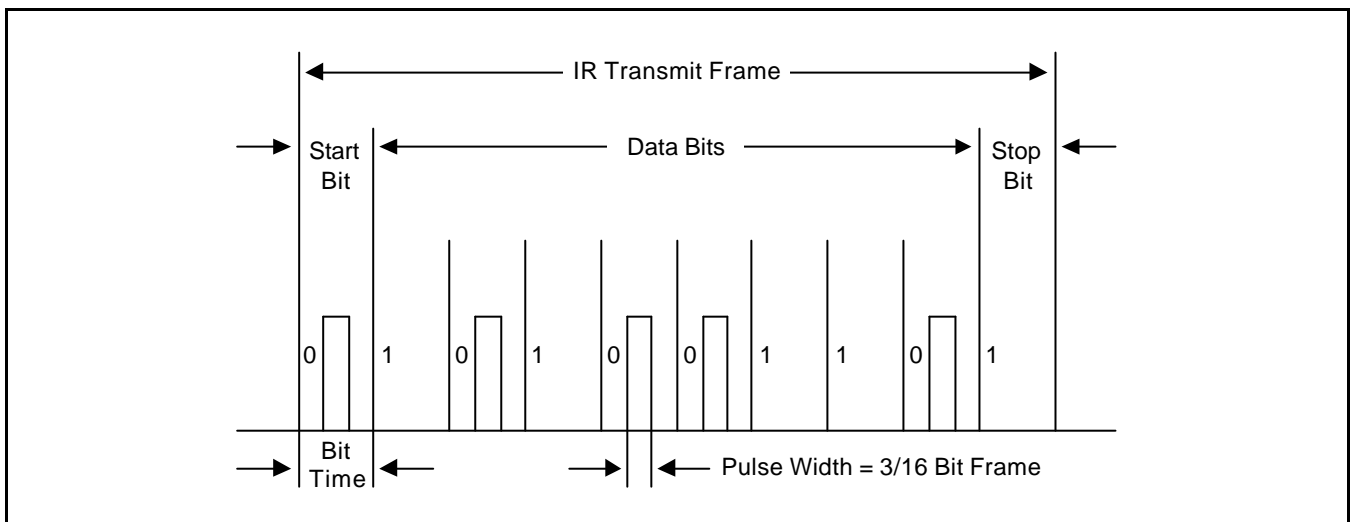 IR Transmit Frame
Start
Bit
Data Bits
Stop
Bit
0 1 0 1 0 0 1 1 0 1
Bit
Time
Pulse Width = 3/16 Bit Frame